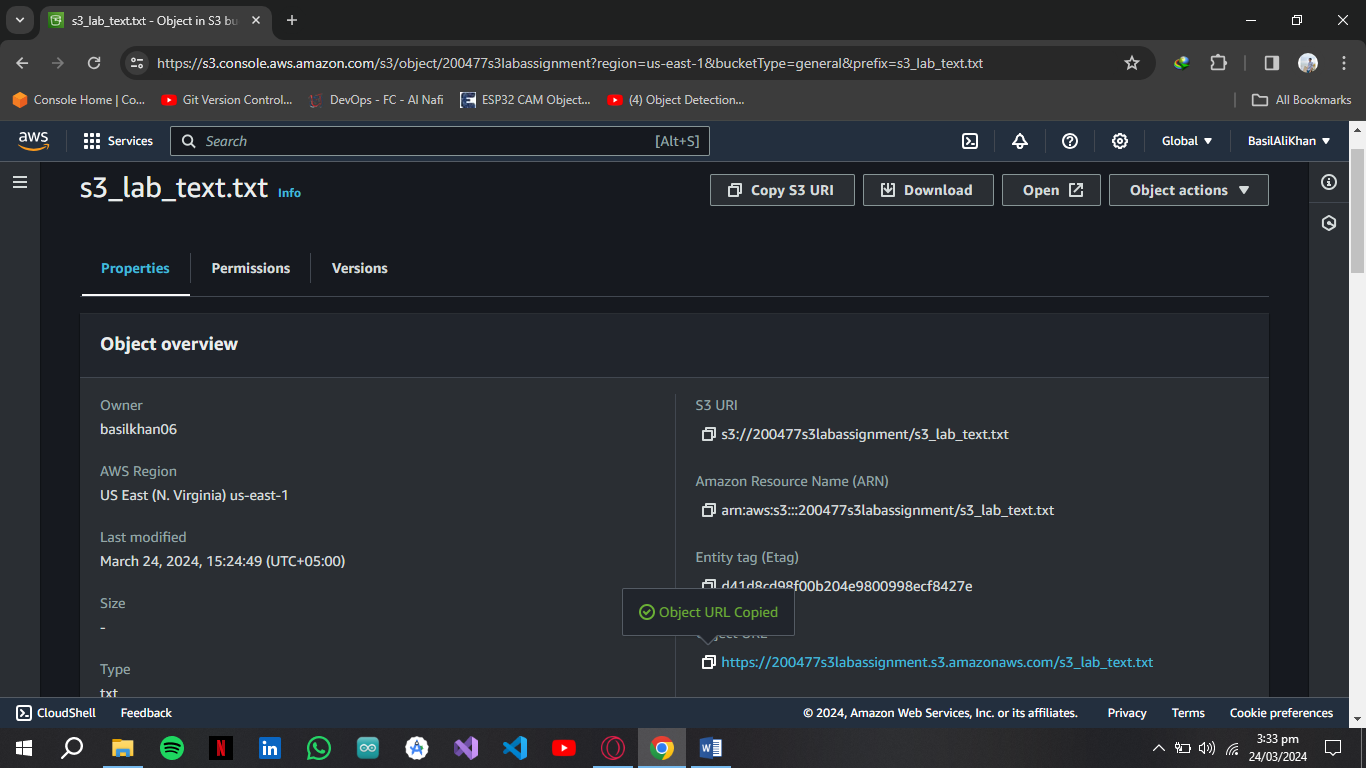 s3_lab_text.txt - Object in S3 bu
https://s3.console.aws.amazon.com/s3/object/200477s3labassignment?region=us-east-1&bucketType=general&prefix=s3_lab_text.txt
Console Home | Co...
Git Version Control...
DevOps - FC - Al Nafi
ESP32 CAM Object...
(4) Object Detection...
All Bookmarks
aws
Services
Search
[Alt+S]
Global
BasilAliKhan
s3_lab_text.txt
Info
Copy S3 URI
Download
Open
Object actions
Properties
Permissions
Versions
Object overview
Owner
basilkhan06
AWS Region
US East (N. Virginia) us-east-1
Last modified
March 24, 2024, 15:24:49 (UTC+05:00)
Size
-
Type
txt
S3 URI
s3://200477s3labassignment/s3_lab_text.txt
Amazon Resource Name (ARN)
arn:aws:s3:::200477s3labassignment/s3_lab_text.txt
Entity tag (Etag)
d41d8cd98f00b204e9800998ecf8427e
Object URL Copied
https://200477s3labassignment.s3.amazonaws.com/s3_lab_text.txt
CloudShell
Feedback
© 2024, Amazon Web Services, Inc. or its affiliates.
Privacy
Terms
Cookie preferences
3:33 pm
24/03/2024